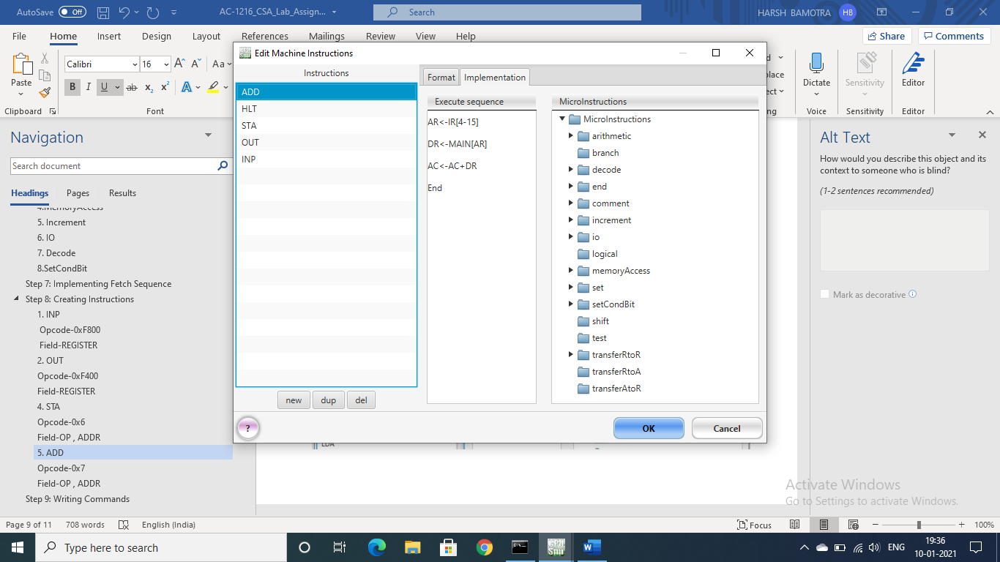 AutoSave Off AC-1216_CSA_Lab_Assign... Search HARSH BAMOTRA HB
File Home Insert Design Layout References Mailings Review View Help Share Comments
Paste
Clipboard
Calibri 16 A A Aa
B I U ab x₂ x² A A
Font
Dictate
Voice
Sensitivity
Sensitivity
Editor
Editor
Navigation
Search document
Headings Pages Results
4.MemoryAccess
5. Increment
6. IO
7. Decode
8.SetCondBit
Step 7: Implementing Fetch Sequence
Step 8: Creating Instructions
1. INP
Opcode-0xF800
Field-REGISTER
2. OUT
Opcode-0xF400
Field-REGISTER
4. STA
Opcode-0x6
Field-OP , ADDR
5. ADD
Opcode-0x7
Field-OP , ADDR
Step 9: Writing Commands
Edit Machine Instructions
Instructions
ADD
HLT
STA
OUT
INP
new dup del
Format Implementation
Execute sequence
AR<-IR[4-15]
DR<-MAIN[AR]
AC<-AC+DR
End
MicroInstructions
MicroInstructions
arithmetic
branch
decode
end
comment
increment
io
logical
memoryAccess
set
setCondBit
shift
test
transferRtoR
transferRtoA
transferAtoR
? OK Cancel
LDA
Alt Text
How would you describe this object and its
context to someone who is blind?
(1-2 sentences recommended)
Mark as decorative
Activate Windows
Go to Settings to activate Windows.
Page 9 of 11 708 words English (India) Focus 100%
Type here to search
ENG
19:36
10-01-2021